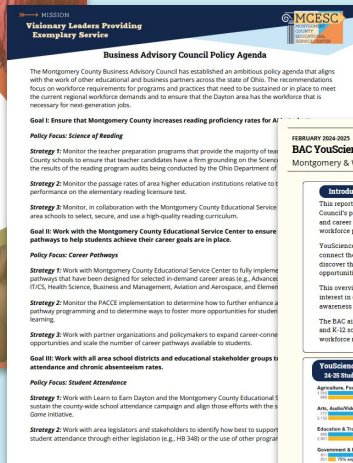 MISSION
Visionary Leaders Providing
Exemplary Service
MCESC
MONTGOMERY
COUNTY
EDUCATIONAL
SERVICE CENTER
Business Advisory Council Policy Agenda
The Montgomery County Business Advisory Council has established an ambitious policy agenda that aligns
with the work of other educational and business partners across the state of Ohio. The recommendations
focus on workforce requirements for programs and practices that need to be sustained or in place to meet
the current regional workforce demands and to ensure that the Dayton area has the workforce that is
necessary for next-generation jobs.
Goal I: Ensure that Montgomery County increases reading proficiency rates for
Policy Focus: Science of Reading
Strategy 1: Monitor the teacher preparation programs that provide the majority of
County schools to ensure that teacher candidates have a firm grounding on the Science
the results of the reading program audits being conducted by the Ohio Department of
Strategy 2: Monitor the passage rates of area higher education institutions relative to
performance on the elementary reading licensure test.
Strategy 3: Monitor, in collaboration with the Montgomery County Educational Service
area schools to select, secure, and use a high-quality reading curriculum.
Goal II: Work with the Montgomery County Educational Service Center to ensure
pathways to help students achieve their career goals are in place.
Policy Focus: Career Pathways
Strategy 1: Work with Montgomery County Educational Service Center to fully
pathways that have been designed for selected in-demand career areas (e.g.,
IT/CS, Health Science, Business and Management, Aviation and Aerospace, and
Strategy 2: Monitor the PACCE implementation to determine how to further enhance
pathway programming and to determine ways to foster more opportunities for
learning.
Strategy 3: Work with partner organizations and policymakers to expand
opportunities and scale the number of career pathways available to students.
Goal III: Work with all area school districts and educational stakeholder groups
attendance and chronic absenteeism rates.
Policy Focus: Student Attendance
Strategy 1: Work with Learn to Earn Dayton and the Montgomery County Educational
sustain the county-wide school attendance campaign and align those efforts with the
Game initiative.
Strategy 2: Work with area legislators and stakeholders to identify how best to support
student attendance through either legislation (e.g., HB 348) or the use of other
FEBRUARY 2024-2025
BAC YouScien
Montgomery &
Introdu
This report
Council's p
and career
workforce
YouScience
connect the
discover th
opportuniti
This overvi
interest in
awareness
The BAC ai
and K-12 sc
workforce
YouScience
24-25 Stud
Agriculture, Foo
Arts, Audio/Vid
Education & Tra
Government &